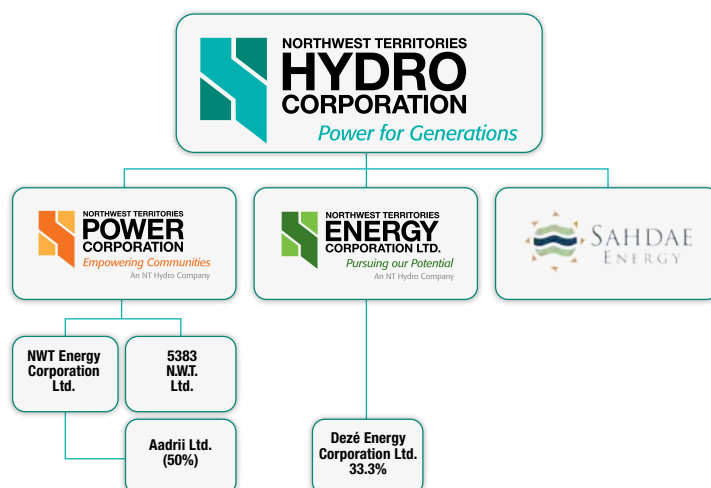 NORTHWEST TERRITORIES
HYDRO
CORPORATION
Power for Generations
NORTHWEST TERRITORIES
POWER
CORPORATION
Empowering Communities
An NT Hydro Company
NORTHWEST TERRITORIES
ENERGY
CORPORATION LTD.
Pursuing our Potential
An NT Hydro Company
SAHDAE
ENERGY
NWT Energy
Corporation
Ltd.
5383
N.W.T.
Ltd.
Aadrii Ltd.
(50%)
Dezé Energy
Corporation Ltd.
33.3%